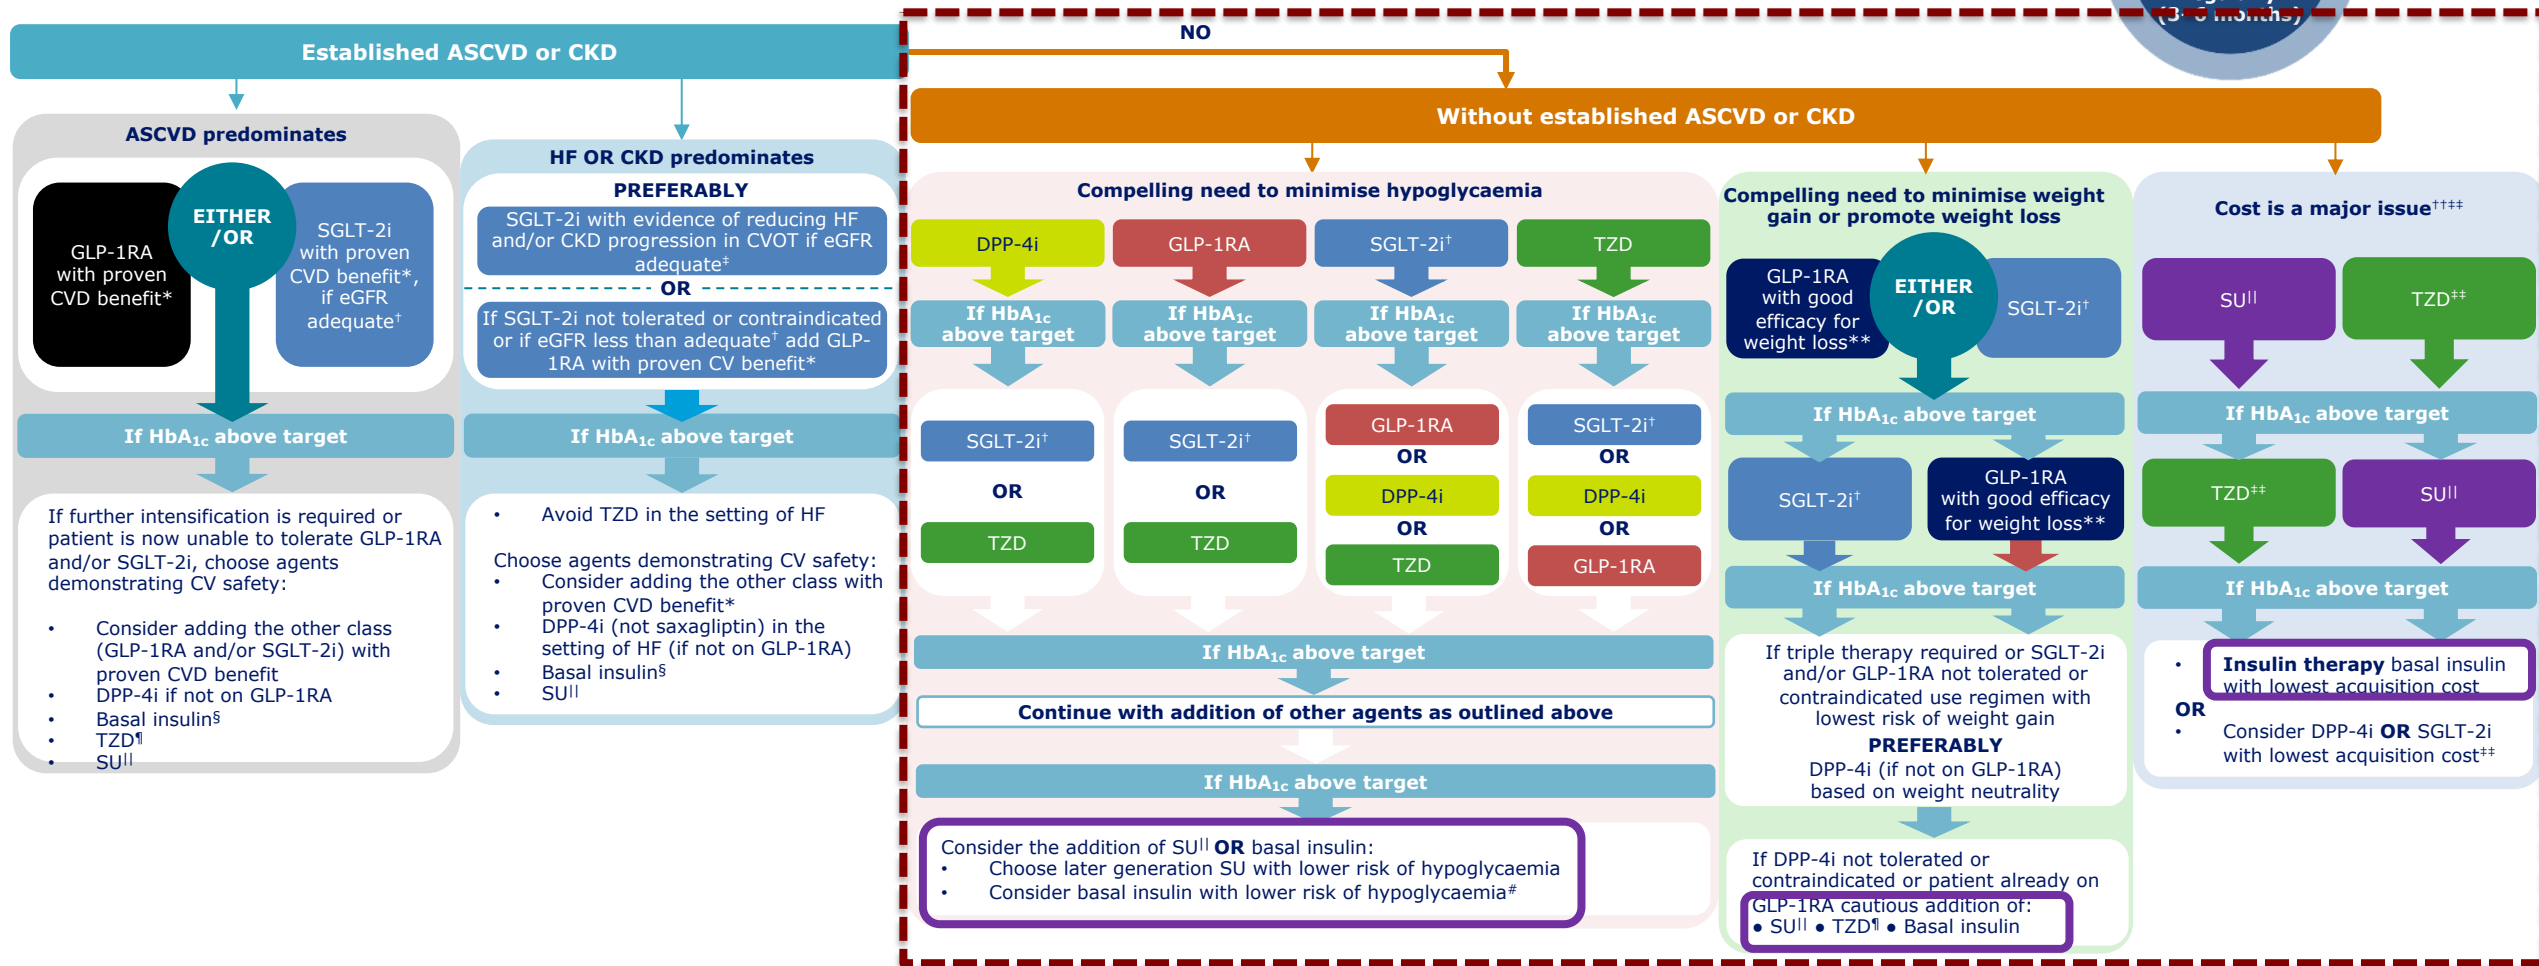 (3-6 months)
NO
Established ASCVD or CKD
Without established ASCVD or CKD
ASCVD predominates
GLP-1RA
with proven
CVD benefit*
EITHER
/OR
SGLT-2i
with proven
CVD benefit*,
if eGFR
adequate†
If HbA1c above target
If further intensification is required or
patient is now unable to tolerate GLP-1RA
and/or SGLT-2i, choose agents
demonstrating CV safety:
• Consider adding the other class
(GLP-1RA and/or SGLT-2i) with
proven CVD benefit
• DPP-4i if not on GLP-1RA
• Basal insulin§
• TZD¶
• SU||
HF OR CKD predominates
PREFERABLY
SGLT-2i with evidence of reducing HF
and/or CKD progression in CVOT if eGFR
adequate‡
OR
If SGLT-2i not tolerated or contraindicated
or if eGFR less than adequate† add GLP-
1RA with proven CV benefit*
If HbA1c above target
• Avoid TZD in the setting of HF
Choose agents demonstrating CV safety:
• Consider adding the other class with
proven CVD benefit*
• DPP-4i (not saxagliptin) in the
setting of HF (if not on GLP-1RA)
• Basal insulin§
• SU||
Compelling need to minimise hypoglycaemia
DPP-4i
If HbA1c
above target
SGLT-2i†
OR
TZD
GLP-1RA
If HbA1c
above target
SGLT-2i†
OR
TZD
SGLT-2i†
If HbA1c
above target
GLP-1RA
OR
DPP-4i
OR
TZD
TZD
If HbA1c
above target
SGLT-2i†
OR
DPP-4i
OR
GLP-1RA
If HbA1c above target
Continue with addition of other agents as outlined above
If HbA1c above target
Consider the addition of SU|| OR basal insulin:
• Choose later generation SU with lower risk of hypoglycaemia
• Consider basal insulin with lower risk of hypoglycaemia#
Compelling need to minimise weight
gain or promote weight loss
GLP-1RA
with good
efficacy for
weight loss**
EITHER
/OR
SGLT-2i†
If HbA1c above target
SGLT-2i†
GLP-1RA
with good efficacy
for weight loss**
If HbA1c above target
If triple therapy required or SGLT-2i
and/or GLP-1RA not tolerated or
contraindicated use regimen with
lowest risk of weight gain
PREFERABLY
DPP-4i (if not on GLP-1RA)
based on weight neutrality
If DPP-4i not tolerated or
contraindicated or patient already on
GLP-1RA cautious addition of:
• SU|| • TZD¶ • Basal insulin
Cost is a major issue††‡‡
SU||
TZD‡‡
If HbA1c above target
TZD‡‡
SU||
If HbA1c above target
• Insulin therapy basal insulin
with lowest acquisition cost
OR
• Consider DPP-4i OR SGLT-2i
with lowest acquisition cost‡‡